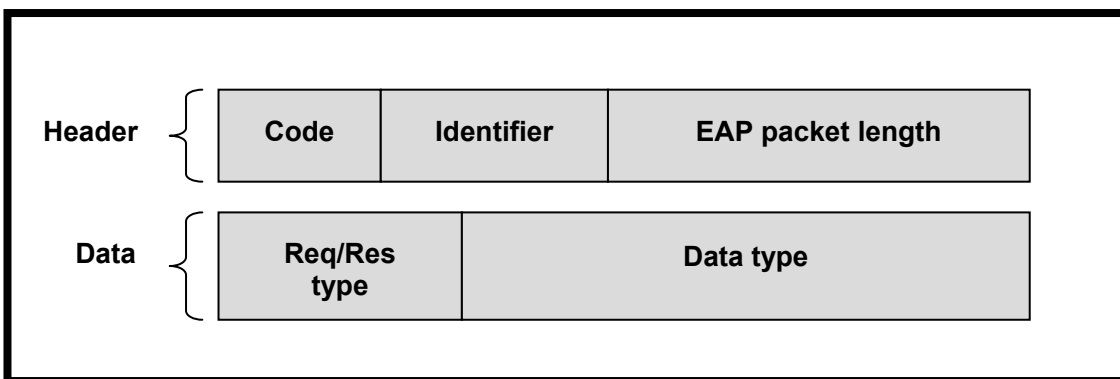 Header
Code
Identifier
EAP packet length
Data
Req/Res
type
Data type